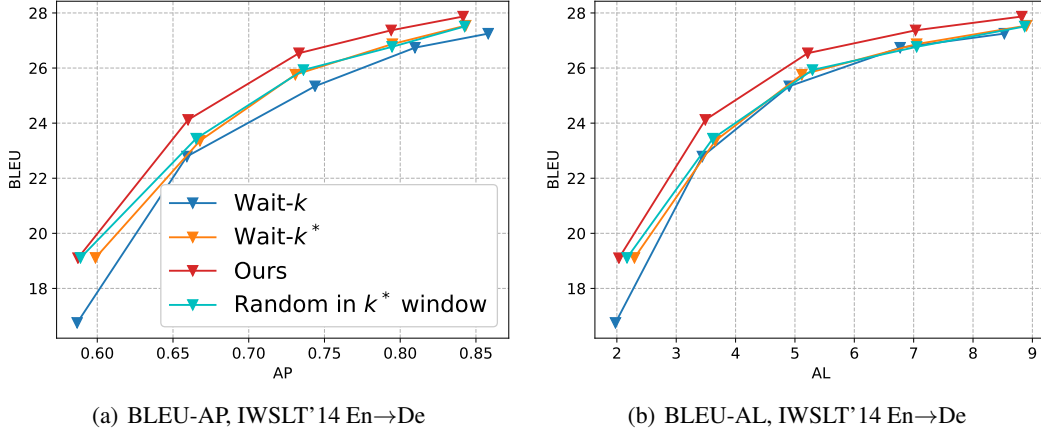 28
26
24
22
20
18
BLEU
0.60 0.65 0.70 0.75 0.80 0.85
AP
Wait-k
Wait-k*
Ours
Random in k* window
(a) BLEU-AP, IWSLT'14 En→De
28
26
24
22
20
18
BLEU
2 3 4 5 6 7 8 9
AL
(b) BLEU-AL, IWSLT'14 En→De